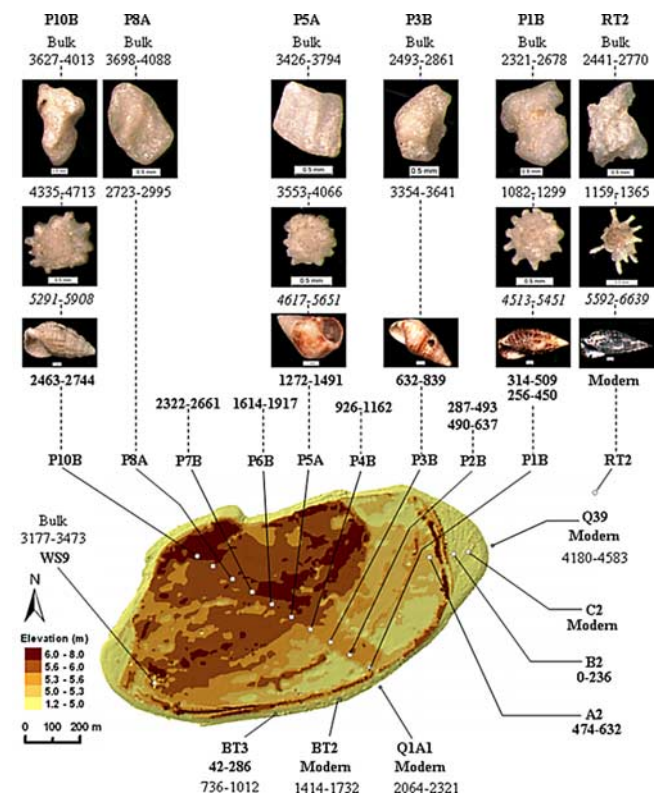 P10B P8A P5A P3B P1B RT2
Bulk Bulk Bulk Bulk Bulk
3627-4013 3698-4088 3426-3794 2493-2861 2321-2678 2441-2770
0.5 mm 0.5 mm 0.5 mm 0.5 mm 0.5 mm
4335-4713 2723-2995 3553-4066 3354-3641 1082-1299 1159-1365
0.5 mm 0.5 mm
5291-5908 4617-5651 4513-5451 5592-6639
2463-2744 1272-1491 632-839 314-509 Modern
256-450
2322-2661 1614-1917 926-1162 287-493
490-637
P10B P8A P7B P6B P5A P4B P3B P2B P1B RT2
Bulk
3177-3473
WS9
N
Elevation (m)
6.0 - 8.0
5.6 - 6.0
5.3 - 5.6
5.0 - 5.3
1.2 - 5.0
0 100 200 m
Q39
Modern
4180-4583
C2
Modern
B2
0-236
A2
474-632
BT3 BT2 Q1A1
42-286 Modern Modern
736-1012 1414-1732 2064-2321